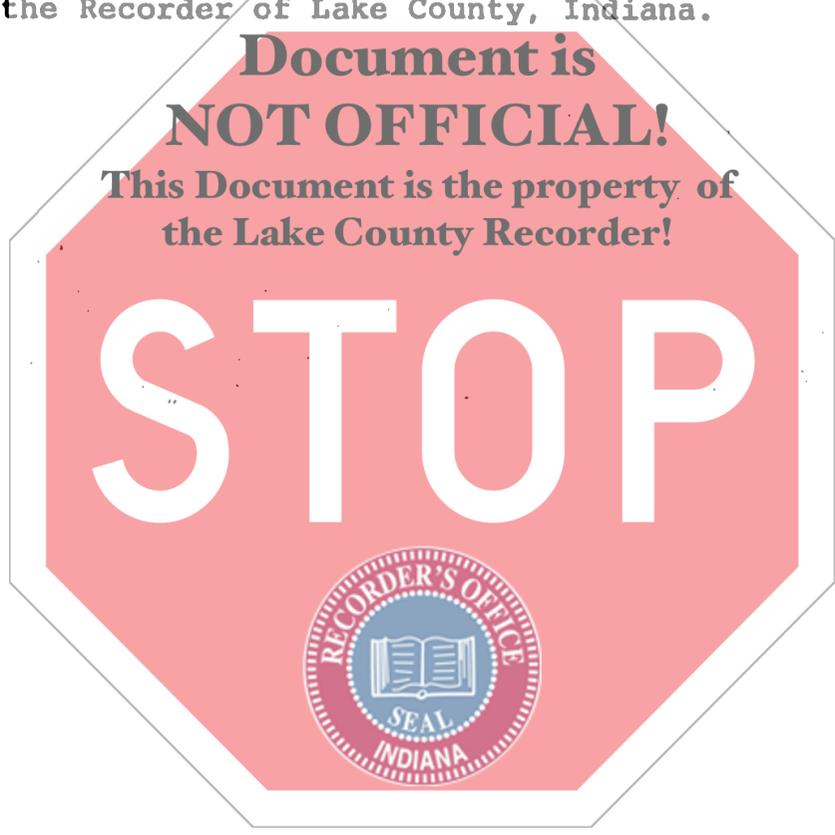 the Recorder of Lake County, Indiana.
Document is
NOT OFFICIAL!
This Document is the property of
the Lake County Recorder!
STOP
RECORDER'S OFFICE
SEAL
INDIANA